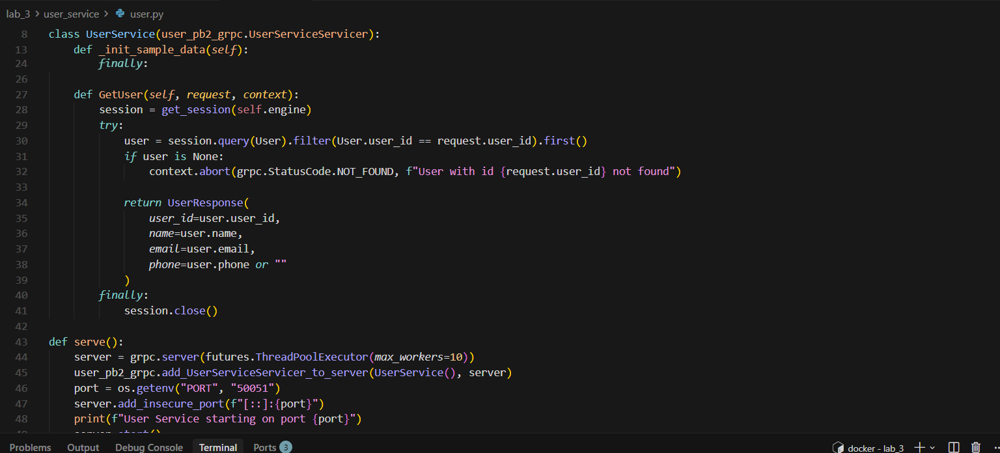 lab_3 > user_service > user.py
8 class UserService(user_pb2_grpc.UserServiceServicer):
13     def _init_sample_data(self):
24         finally:
26
27     def GetUser(self, request, context):
28         session = get_session(self.engine)
29         try:
30             user = session.query(User).filter(User.user_id == request.user_id).first()
31             if user is None:
32                 context.abort(grpc.StatusCode.NOT_FOUND, f"User with id {request.user_id} not found")
33
34             return UserResponse(
35                 user_id=user.user_id,
36                 name=user.name,
37                 email=user.email,
38                 phone=user.phone or ""
39             )
40         finally:
41             session.close()
42
43 def serve():
44     server = grpc.server(futures.ThreadPoolExecutor(max_workers=10))
45     user_pb2_grpc.add_UserServiceServicer_to_server(UserService(), server)
46     port = os.getenv("PORT", "50051")
47     server.add_insecure_port(f"[::]:{port}")
48     print(f"User Service starting on port {port}")
49     server.start()
Problems Output Debug Console Terminal Ports 3 docker - lab_3